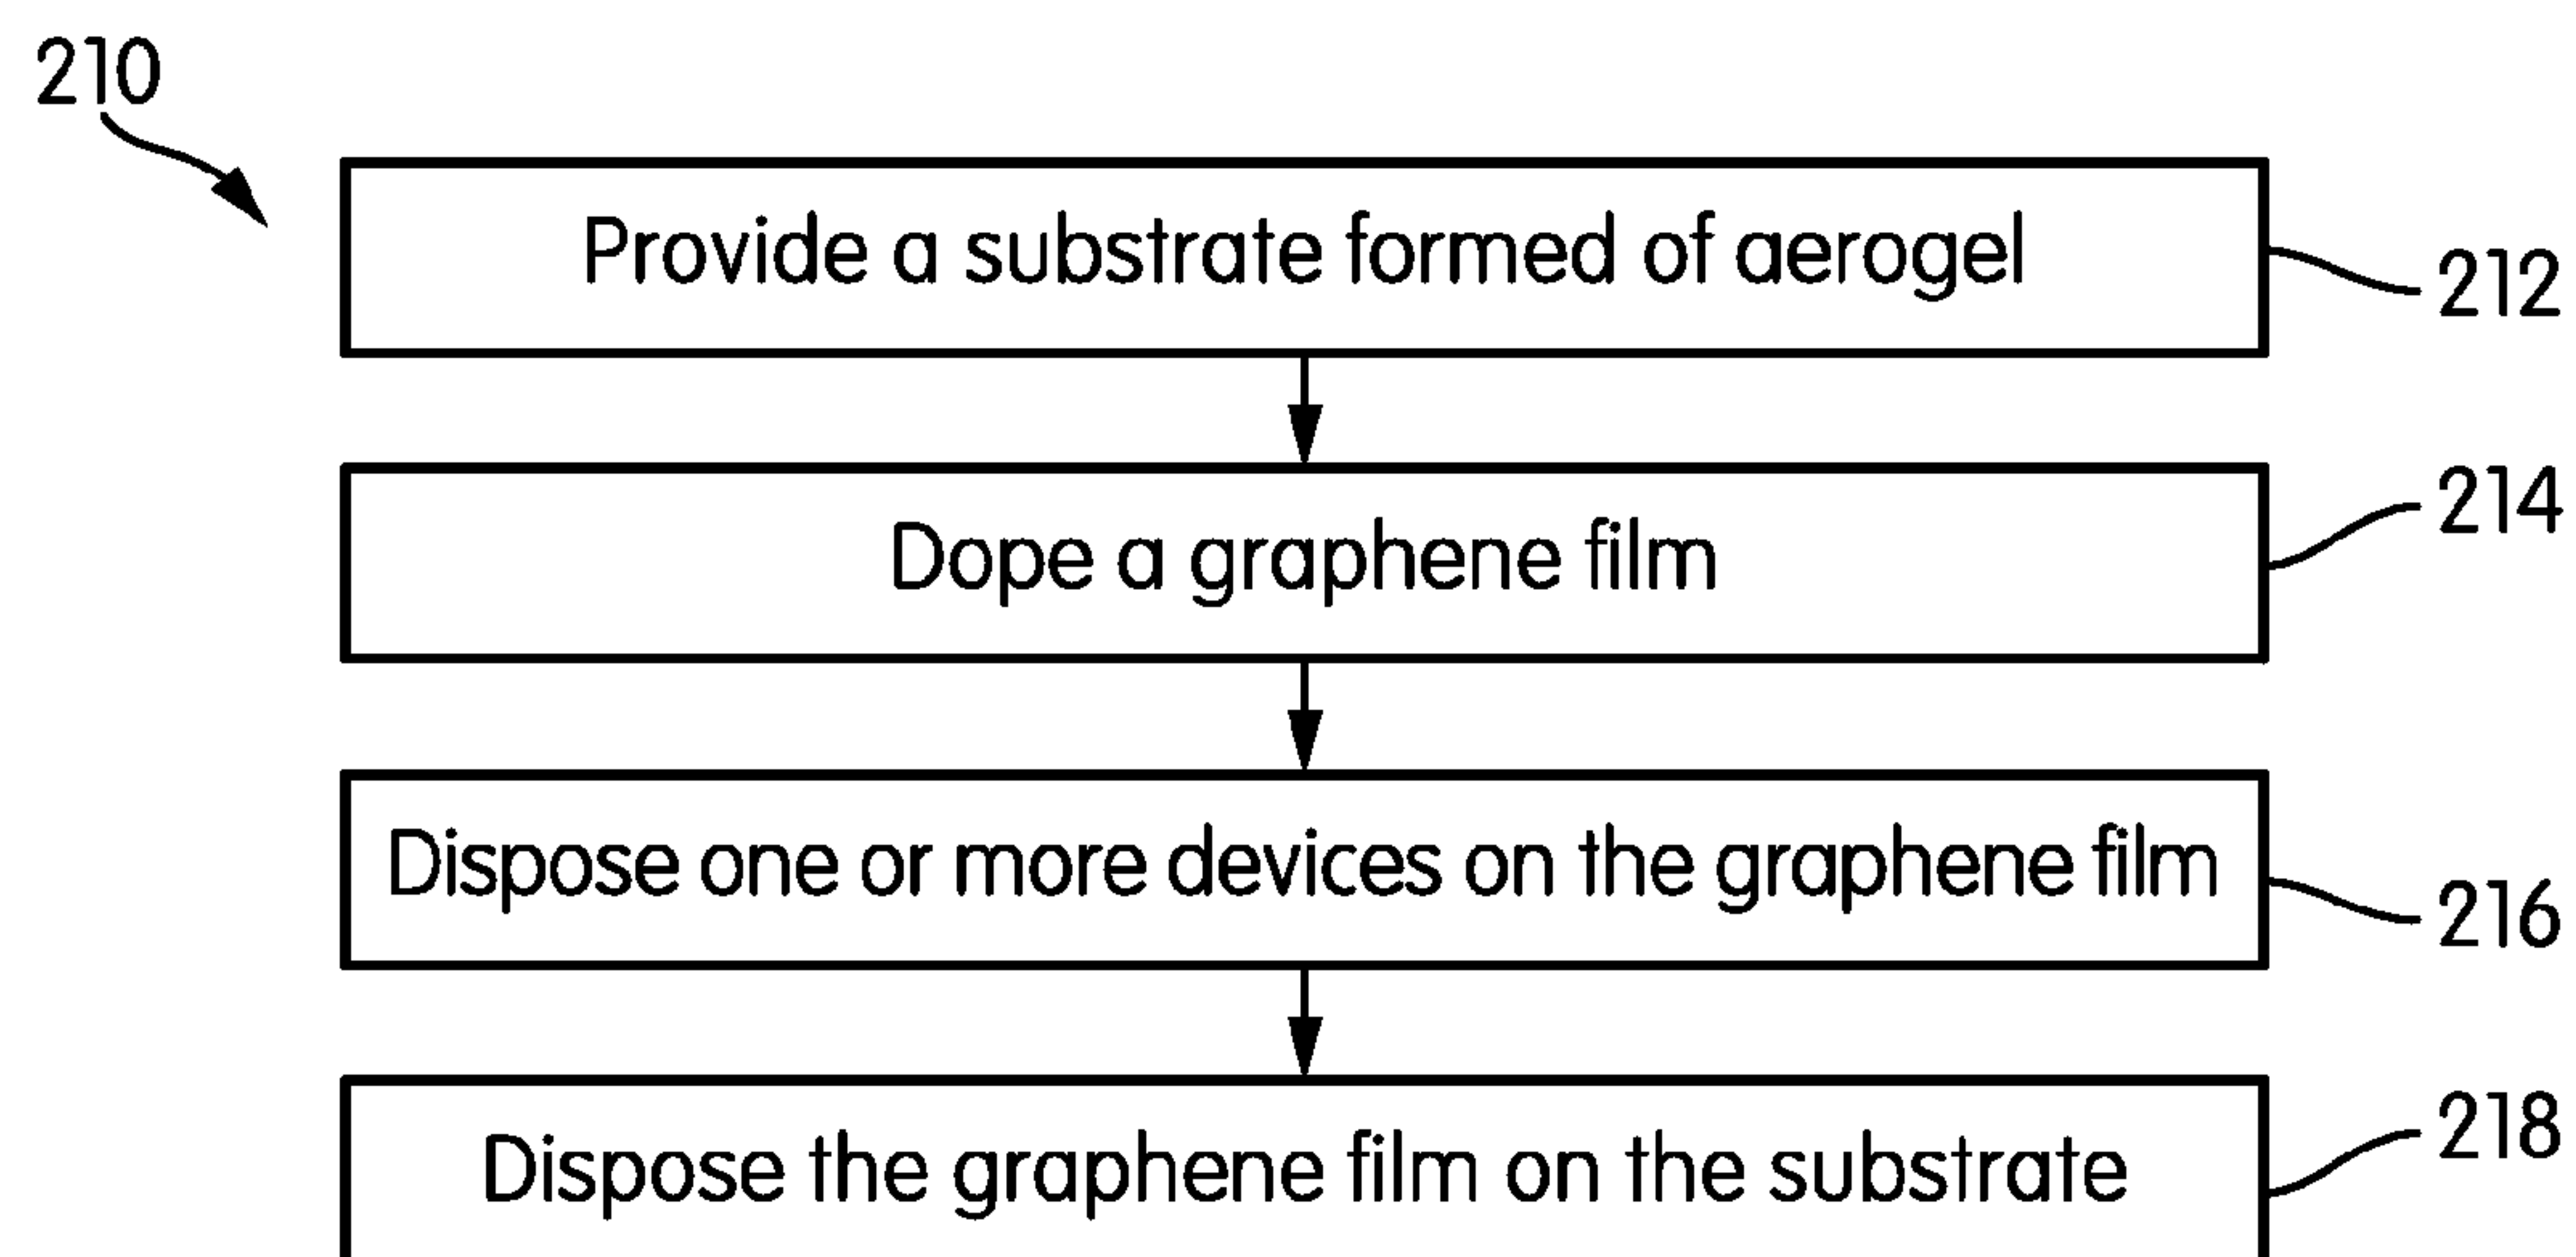 210
Provide a substrate formed of aerogel
212
Dope a graphene film
214
Dispose one or more devices on the graphene film
216
Dispose the graphene film on the substrate
218